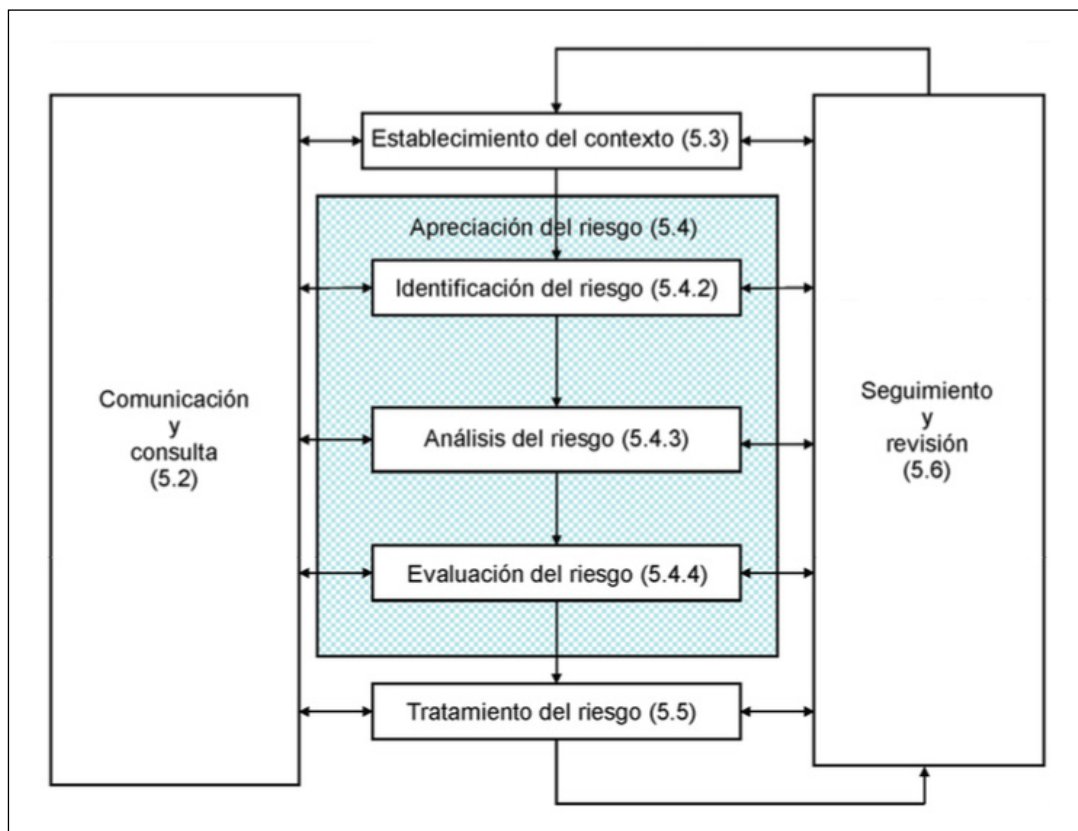 Establecimiento del contexto (5.3)
Apreciación del riesgo (5.4)
Identificación del riesgo (5.4.2)
Análisis del riesgo (5.4.3)
Evaluación del riesgo (5.4.4)
Tratamiento del riesgo (5.5)
Comunicación
y
consulta
(5.2)
Seguimiento
y
revisión
(5.6)